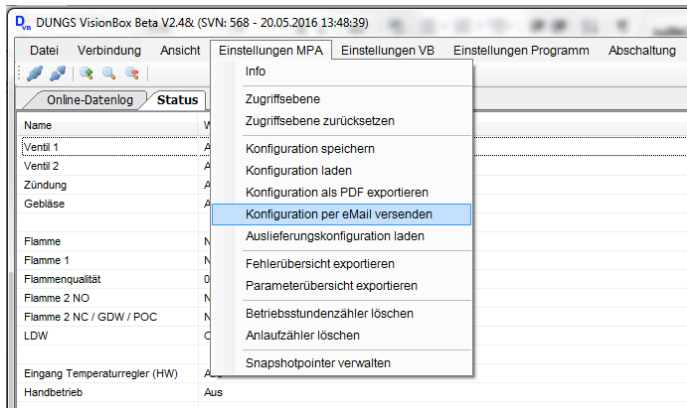 DUNGS VisionBox Beta V2.4& (SVN: 568 - 20.05.2016 13:48:39)
Datei Verbindung Ansicht Einstellungen MPA Einstellungen VB Einstellungen Programm Abschaltung
Info
Online-Datenlog Status
Zugriffsebene
Zugriffsebene zurücksetzen
Konfiguration speichern
Konfiguration laden
Konfiguration als PDF exportieren
Konfiguration per eMail versenden
Auslieferungskonfiguration laden
Fehlerübersicht exportieren
Parameterübersicht exportieren
Betriebsstundenzähler löschen
Anlaufzähler löschen
Snapshotpointer verwalten
Name
Ventil 1
Ventil 2
Zündung
Gebläse
Flamme
Flamme 1
Flammenqualität
Flamme 2 NO
Flamme 2 NC / GDW / POC
LDW
Eingang Temperaturregler (HW)
Handbetrieb Aus